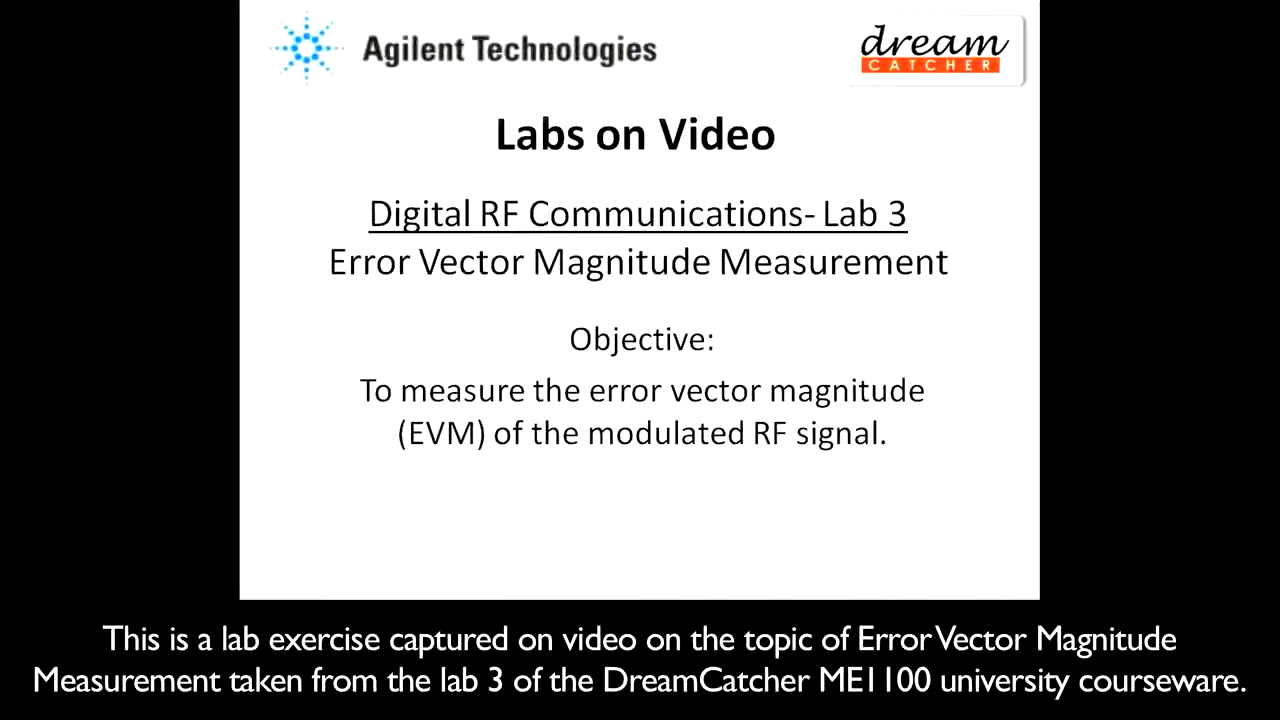 Agilent Technologies
dream
CATCHER
Labs on Video
Digital RF Communications- Lab 3
Error Vector Magnitude Measurement
Objective:
To measure the error vector magnitude
(EVM) of the modulated RF signal.
This is a lab exercise captured on video on the topic of Error Vector Magnitude
Measurement taken from the lab 3 of the DreamCatcher ME1100 university courseware.